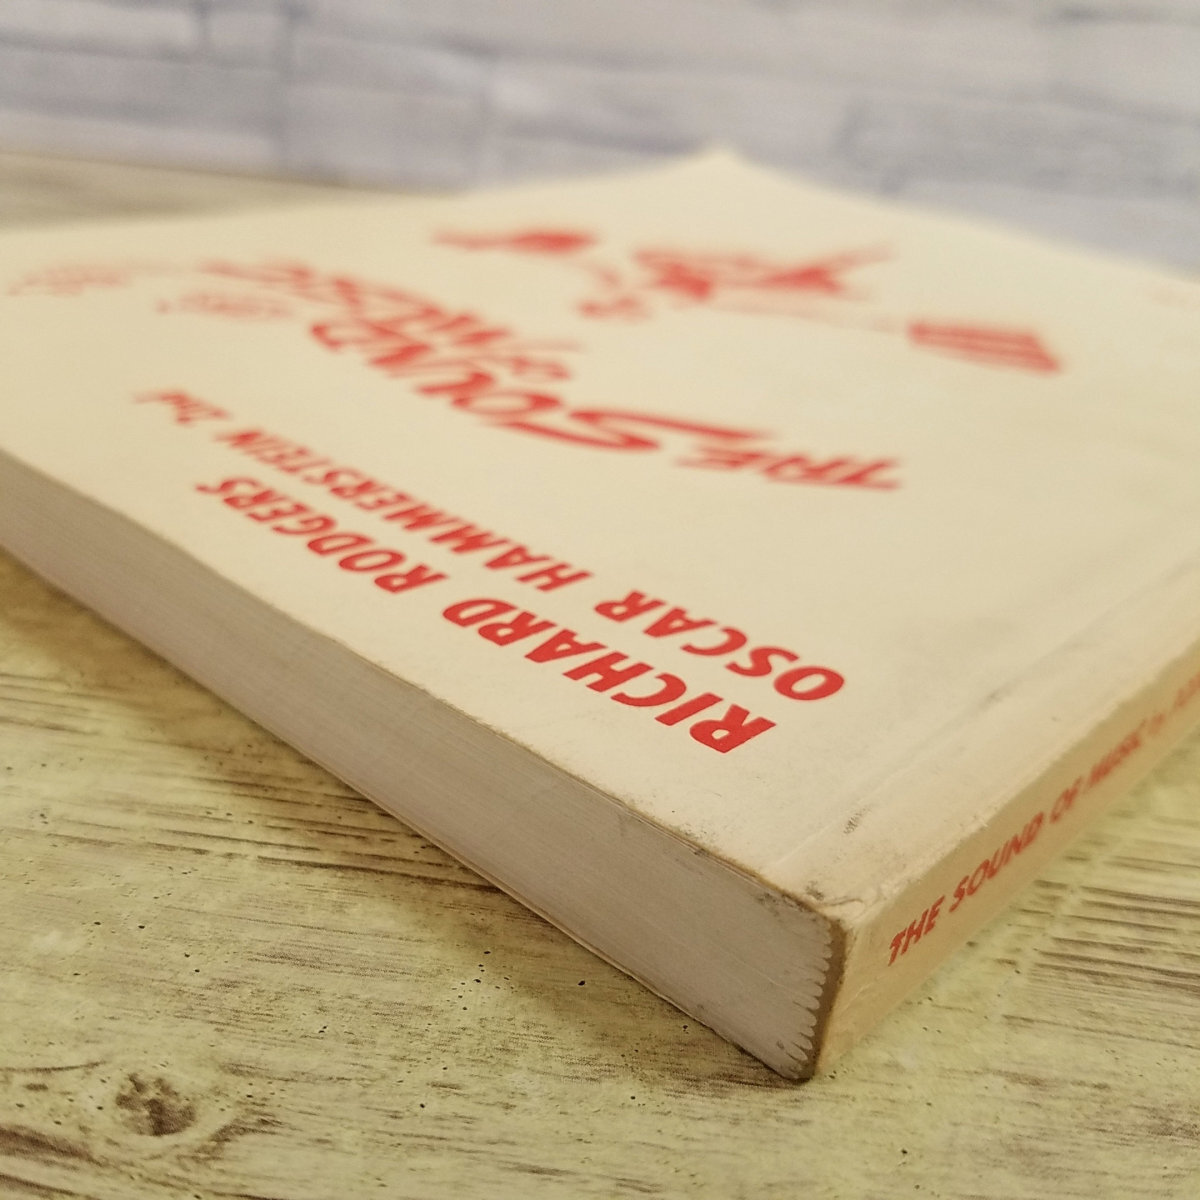 RICHARD RODGERS
OSCAR HAMMERSTEIN 2nd
THE SOUND
of MUSIC
THE SOUND OF MUSIC